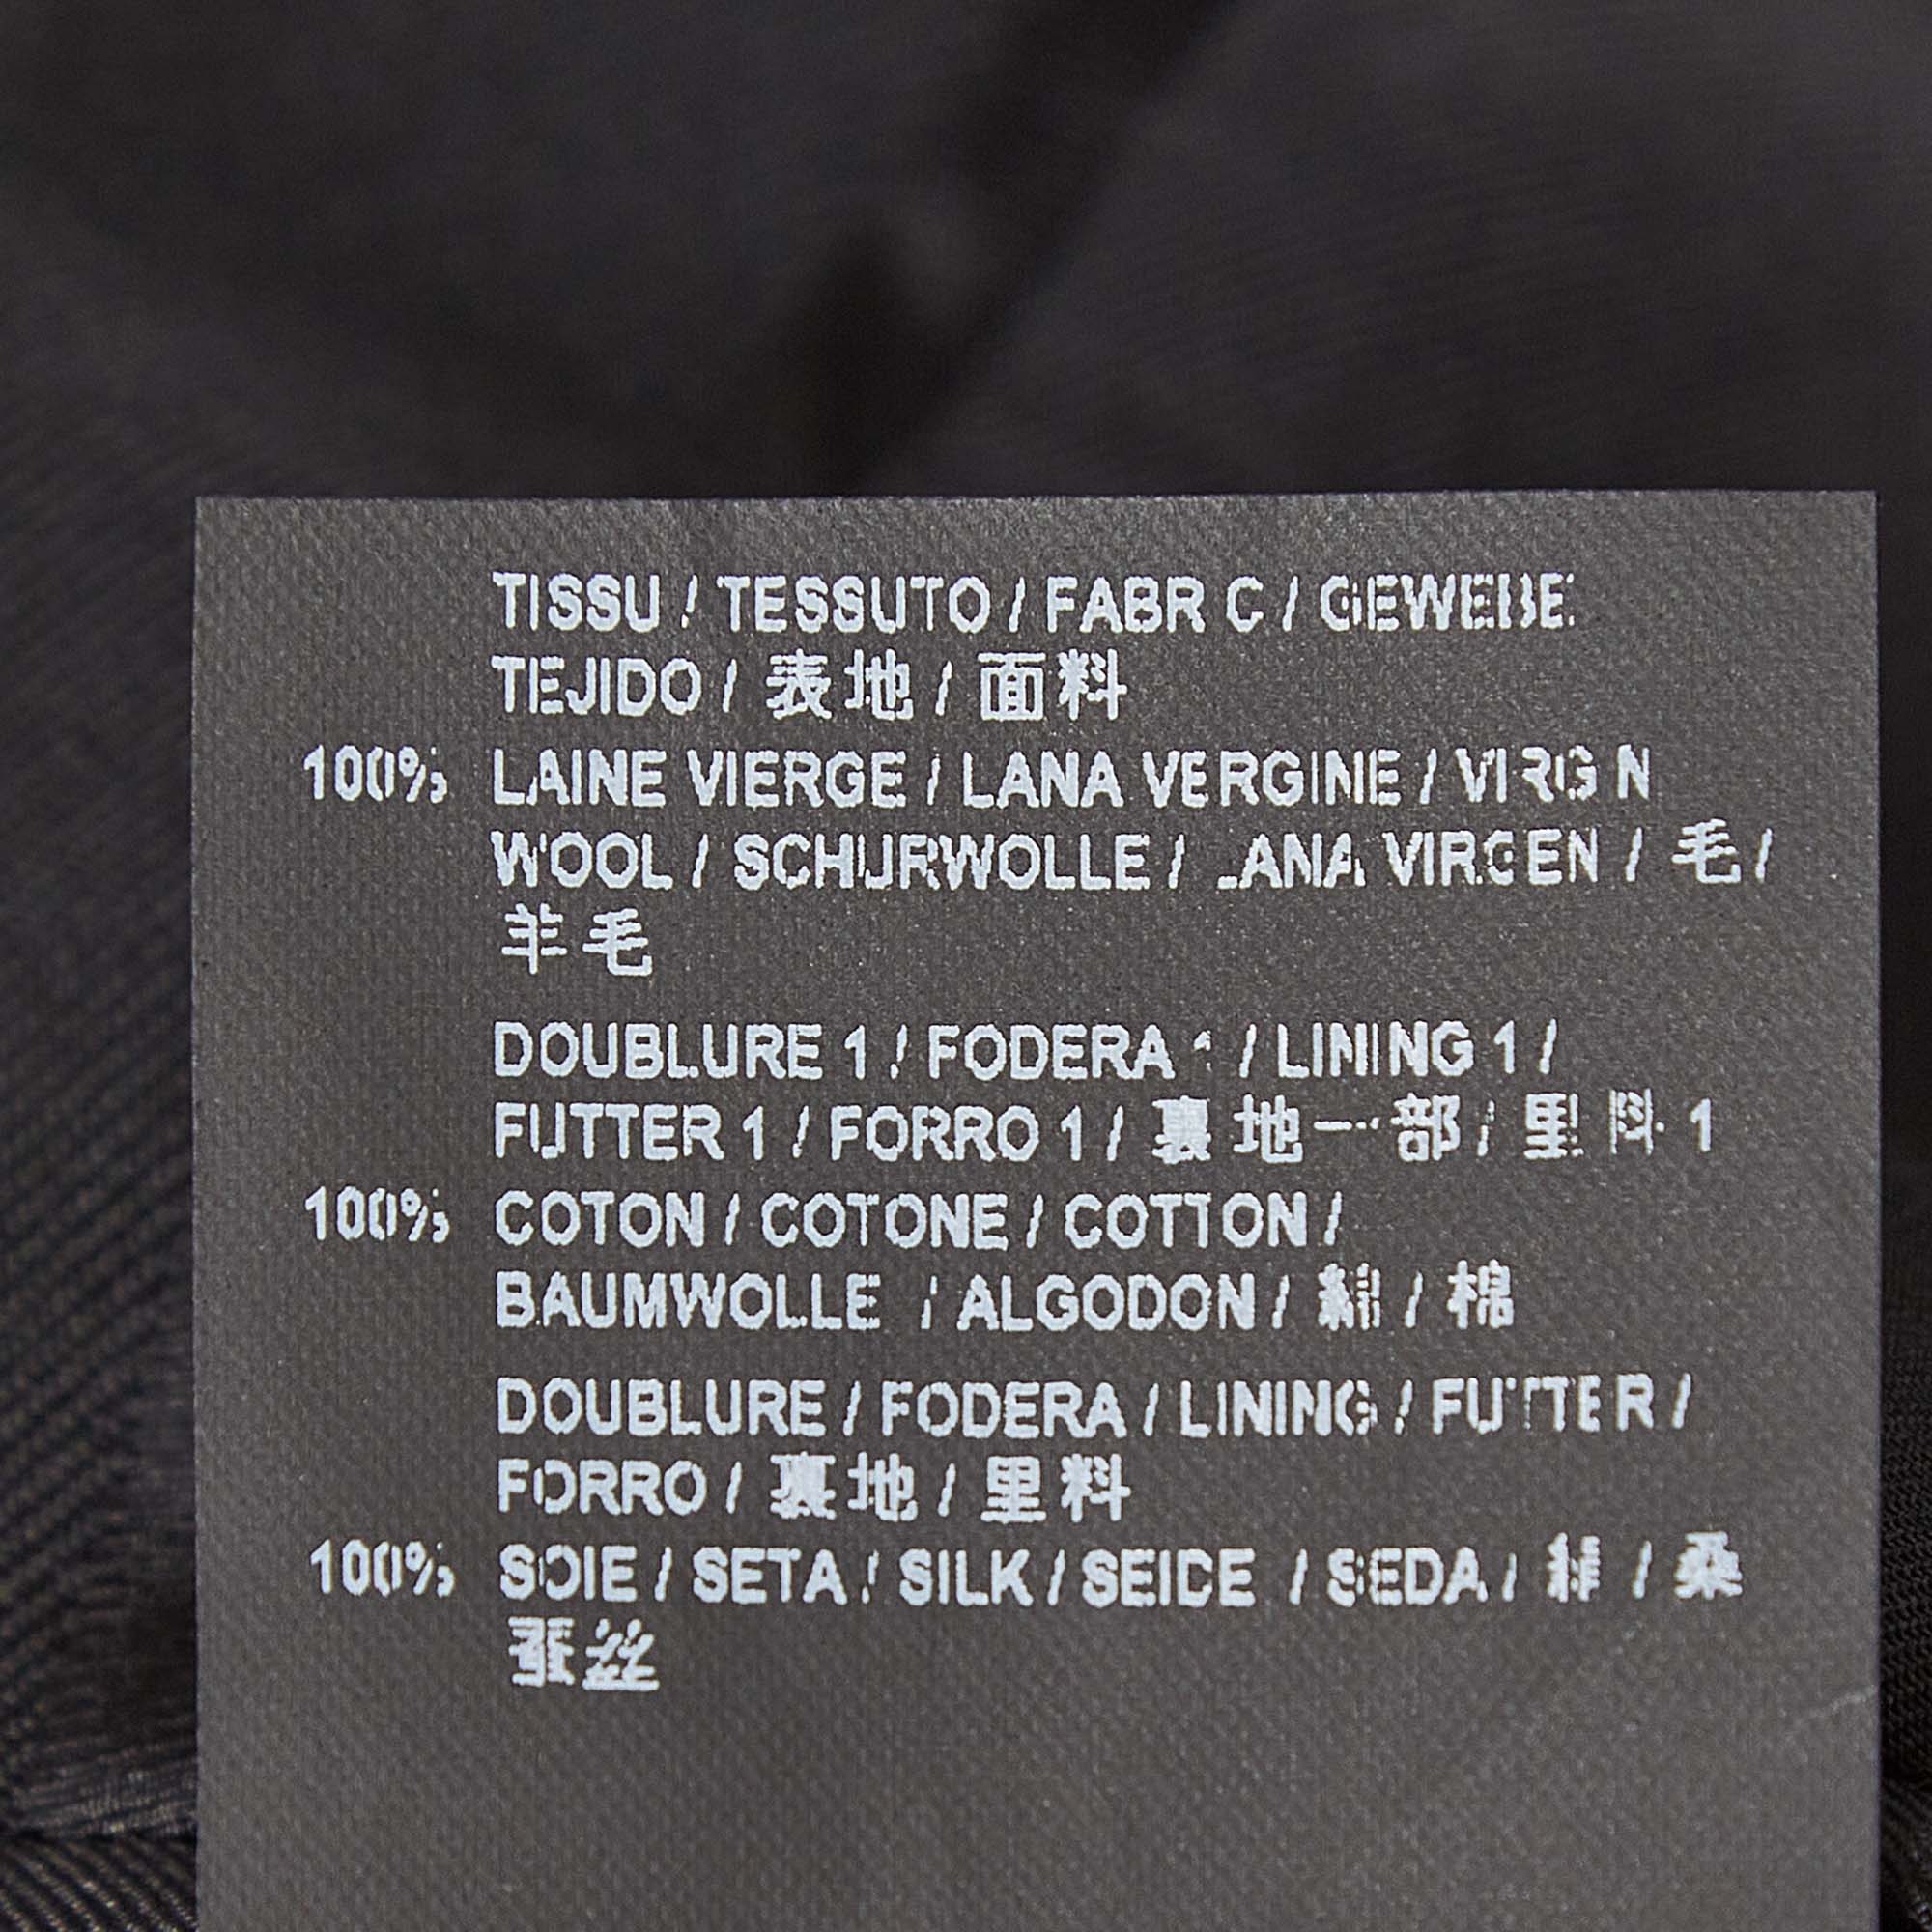 TISSU / TESSUTO / FABRIC / GEWEBE
TEJIDO / 表地 / 面料
100% LAINE VIERGE / LANA VERGINE / VIRGIN
WOOL / SCHURWOLLE / LANA VIRGEN / 毛 /
羊毛
DOUBLURE 1 / FODERA 1 / LINING 1 /
FUTTER 1 / FORRO 1 / 裏地一部 / 里料 1
100% COTON / COTONE / COTTON /
BAUMWOLLE / ALGODON / 綿 / 棉
DOUBLURE / FODERA / LINING / FUTTER /
FORRO / 裏地 / 里料
100% SOIE / SETA / SILK / SEIDE / SEDA / 絹 / 桑
蚕丝